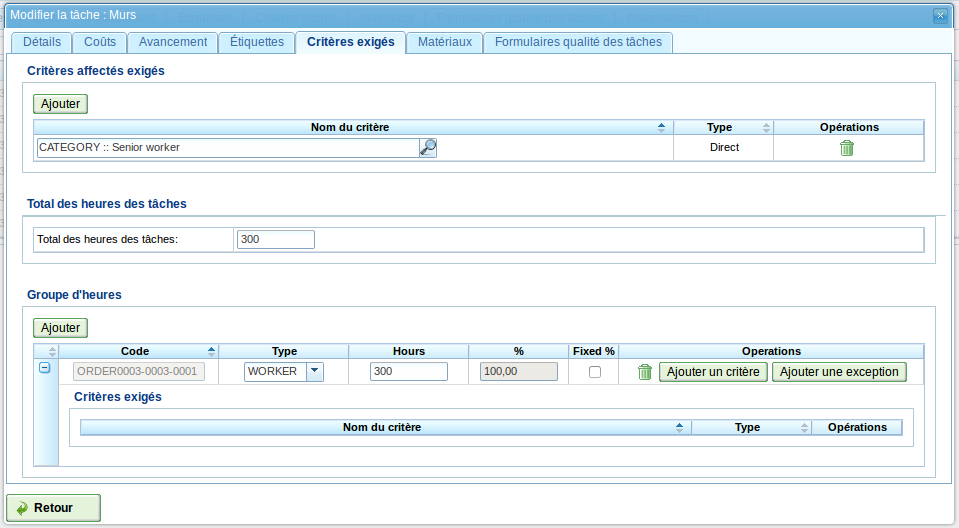 Modifier la tâche : Murs
Détails Coûts Avancement Étiquettes Critères exigés Matériaux Formulaires qualité des tâches
Critères affectés exigés
Ajouter
Nom du critère Type Opérations
CATEGORY :: Senior worker Direct
Total des heures des tâches
Total des heures des tâches: 300
Groupe d'heures
Ajouter
Code Type Hours % Fixed % Operations
ORDER0003-0003-0001 WORKER 300 100,00 Ajouter un critère Ajouter une exception
Critères exigés
Nom du critère Type Opérations
Retour